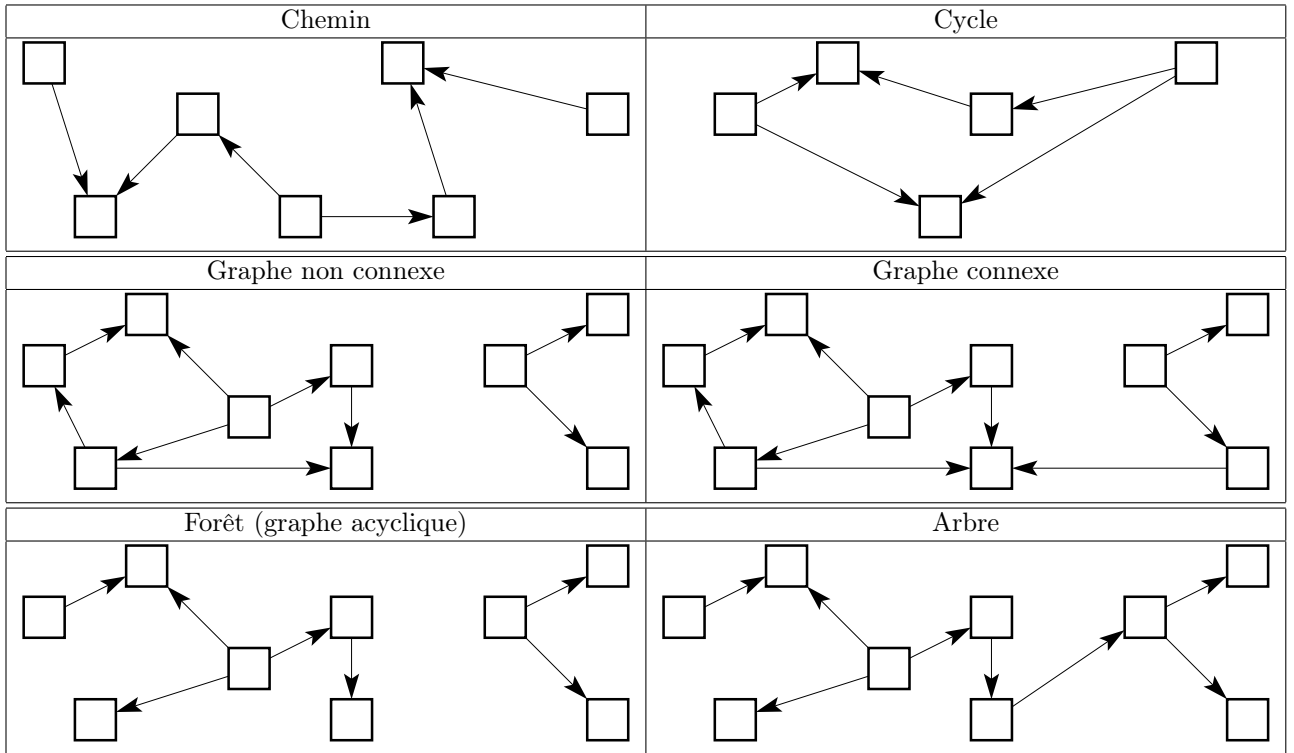 Chemin
Cycle
Graphe non connexe
Graphe connexe
Forêt (graphe acyclique)
Arbre